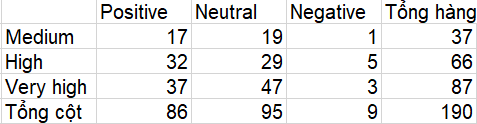 Positive Neutral Negative Tổng hàng
Medium 17 19 1 37
High 32 29 5 66
Very high 37 47 3 87
Tổng cột 86 95 9 190